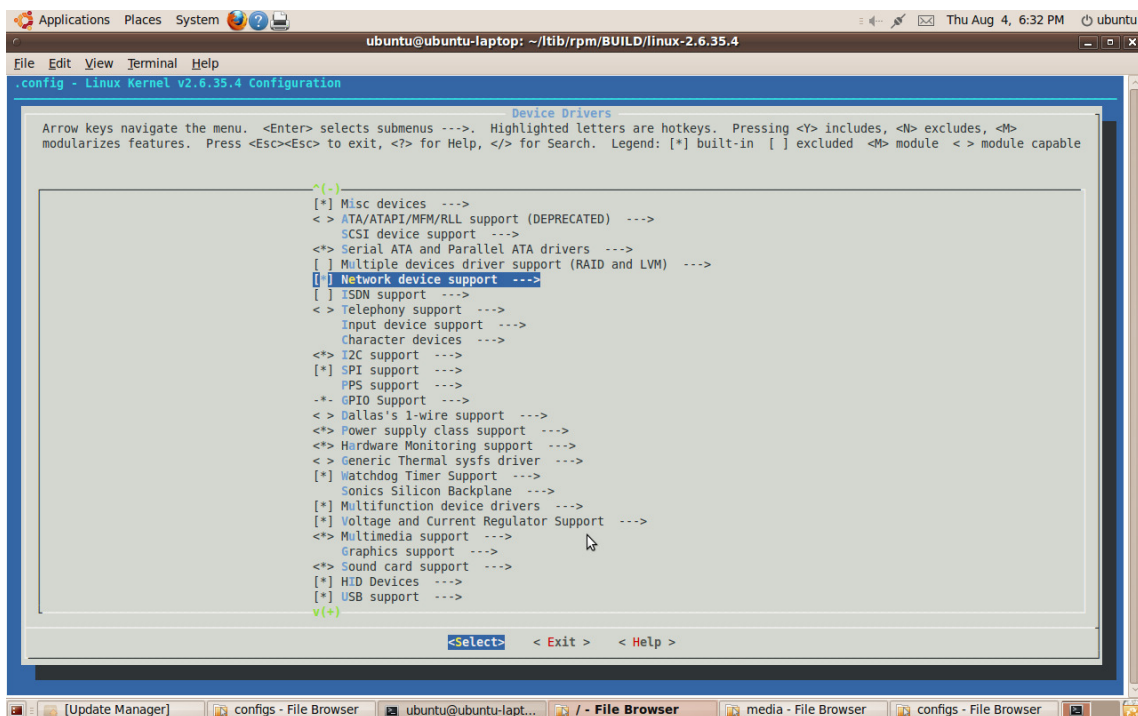 Applications Places System Thu Aug 4, 6:32 PM ubuntu
ubuntu@ubuntu-laptop: ~/ltib/rpm/BUILD/linux-2.6.35.4
File Edit View Terminal Help
.config - Linux Kernel v2.6.35.4 Configuration
Device Drivers
Arrow keys navigate the menu. <Enter> selects submenus --->. Highlighted letters are hotkeys. Pressing <Y> includes, <N> excludes, <M>
modularizes features. Press <Esc><Esc> to exit, <?> for Help, </> for Search. Legend: [*] built-in [ ] excluded <M> module < > module capable
^(-)
[*] Misc devices --->
< > ATA/ATAPI/MFM/RLL support (DEPRECATED) --->
SCSI device support --->
<*> Serial ATA and Parallel ATA drivers --->
[ ] Multiple devices driver support (RAID and LVM) --->
[*] Network device support --->
[ ] ISDN support --->
< > Telephony support --->
Input device support --->
Character devices --->
<*> I2C support --->
[*] SPI support --->
PPS support --->
-*- GPIO Support --->
< > Dallas's 1-wire support --->
<*> Power supply class support --->
<*> Hardware Monitoring support --->
< > Generic Thermal sysfs driver --->
[*] Watchdog Timer Support --->
Sonics Silicon Backplane --->
[*] Multifunction device drivers --->
[*] Voltage and Current Regulator Support --->
<*> Multimedia support --->
Graphics support --->
<*> Sound card support --->
[*] HID Devices --->
[*] USB support --->
v(+)
<Select> < Exit > < Help >
[Update Manager] configs - File Browser ubuntu@ubuntu-lapt... / - File Browser media - File Browser configs - File Browser